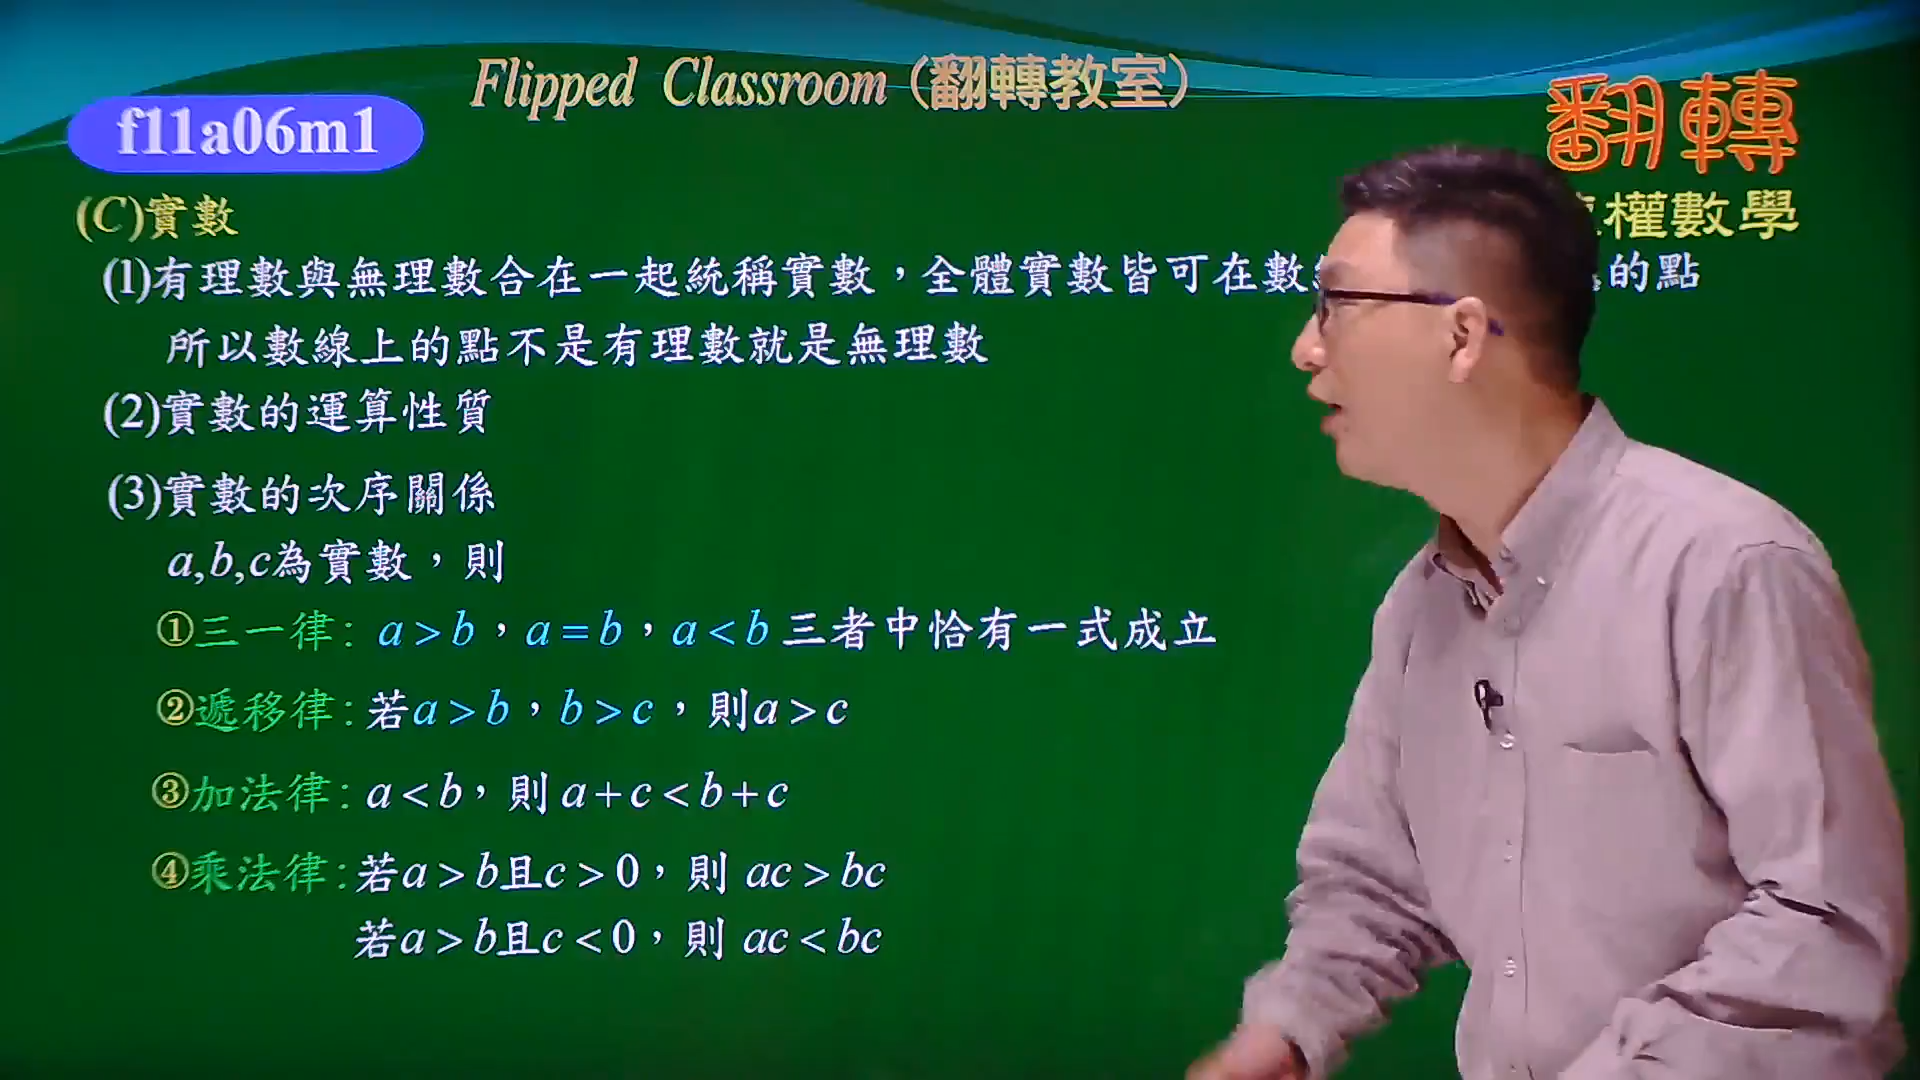 Flipped Classroom (翻轉教室)
翻轉
f11a06m1
權數學
(C)實數
(1)有理數與無理數合在一起統稱實數，全體實數皆可在數 的點
所以數線上的點不是有理數就是無理數
(2)實數的運算性質
(3)實數的次序關係
a,b,c為實數，則
①三一律: a > b，a = b，a < b 三者中恰有一式成立
②遞移律: 若a > b，b > c，則a > c
③加法律: a < b，則 a + c < b + c
④乘法律: 若a > b且c > 0，則 ac > bc
若a > b且c < 0，則 ac < bc